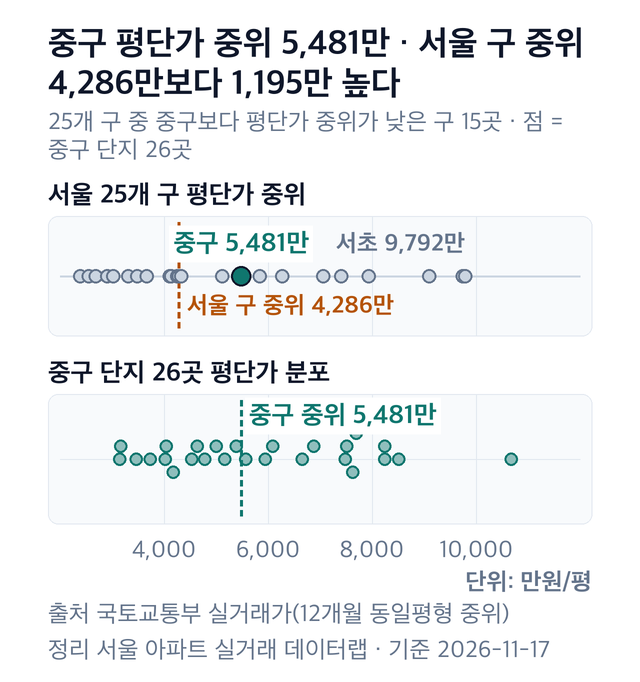 중구 평단가 중위 5,481만 · 서울 구 중위
4,286만보다 1,195만 높다
25개 구 중 중구보다 평단가 중위가 낮은 구 15곳 · 점 =
중구 단지 26곳
서울 25개 구 평단가 중위
중구 5,481만 서초 9,792만
서울 구 중위 4,286만
중구 단지 26곳 평단가 분포
중구 중위 5,481만
4,000 6,000 8,000 10,000
단위: 만원/평
출처 국토교통부 실거래가(12개월 동일평형 중위)
정리 서울 아파트 실거래 데이터랩 · 기준 2026-11-17